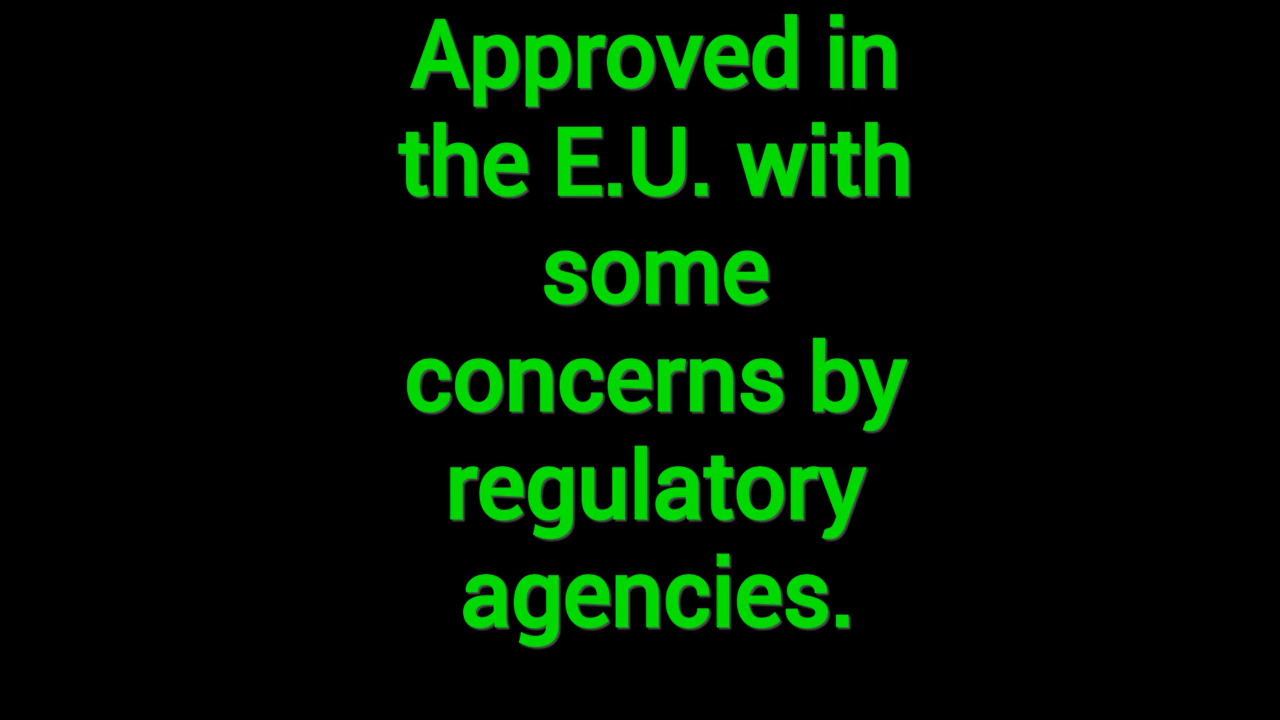 Approved in
the E.U. with
some
concerns by
regulatory
agencies.